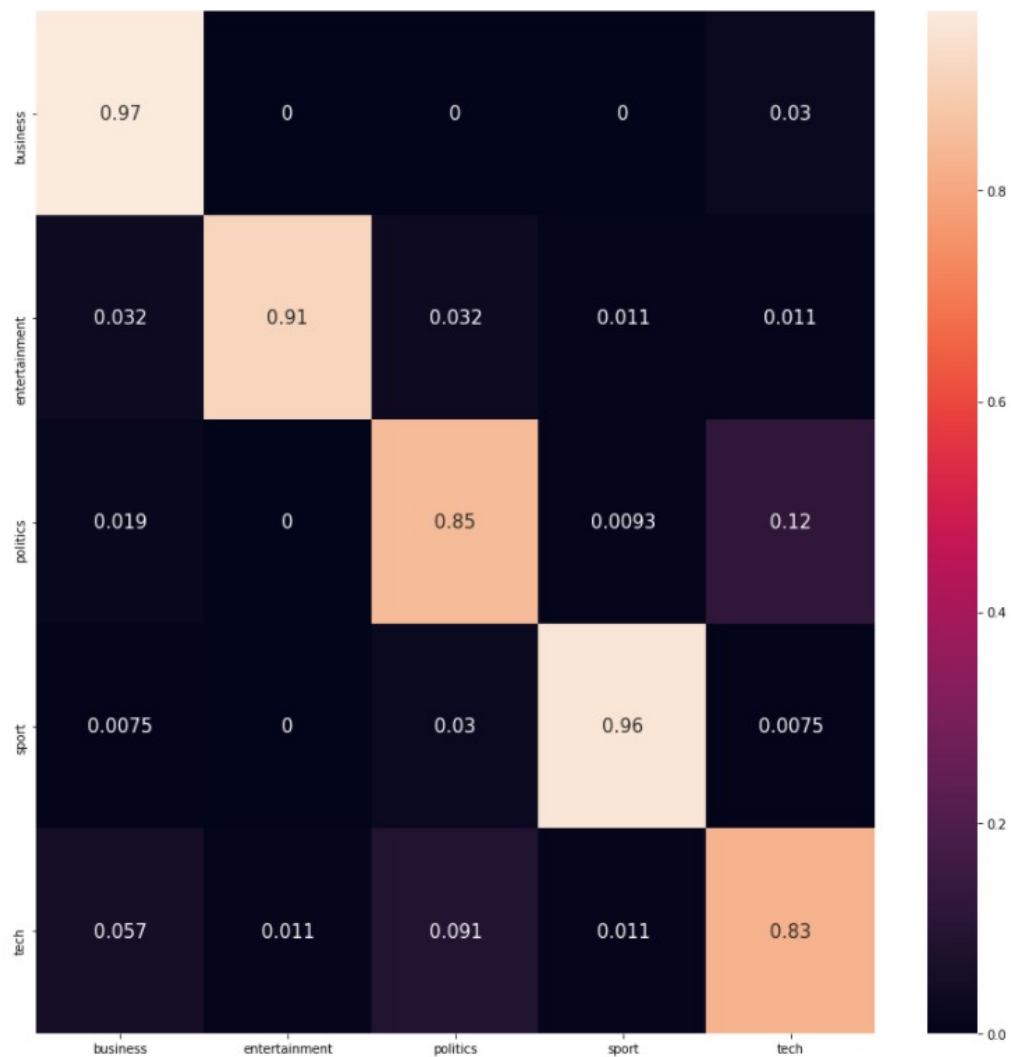 business 0.97 0 0 0 0.03
0.8
entertainment 0.032 0.91 0.032 0.011 0.011
0.6
politics 0.019 0 0.85 0.0093 0.12
0.4
sport 0.0075 0 0.03 0.96 0.0075
0.2
tech 0.057 0.011 0.091 0.011 0.83
0.0
business entertainment politics sport tech